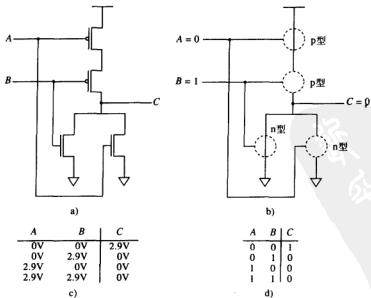 A
B
C
a)
A = 0
p型
B = 1
p型
C = 0
n型
n型
b)
A B C
0V 0V 2.9V
0V 2.9V 0V
2.9V 0V 0V
2.9V 2.9V 0V
c)
A B C
0 0 1
0 1 0
1 0 0
1 1 0
d)